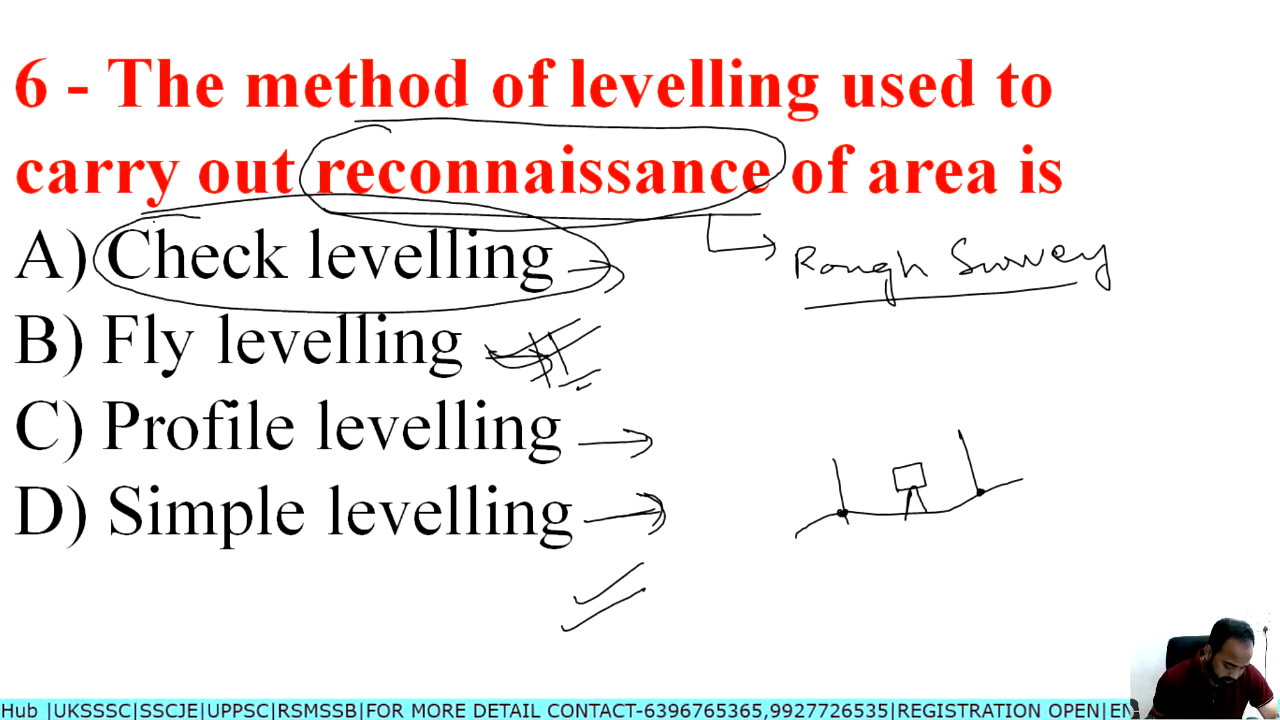 6 - The method of levelling used to
carry out reconnaissance of area is
A) Check levelling
Rough Survey
B) Fly levelling
C) Profile levelling
D) Simple levelling
Hub |UKSSSC|SSCJE|UPPSC|RSMSSB|FOR MORE DETAIL CONTACT-6396765365,9927726535|REGISTRATION OPEN|EN